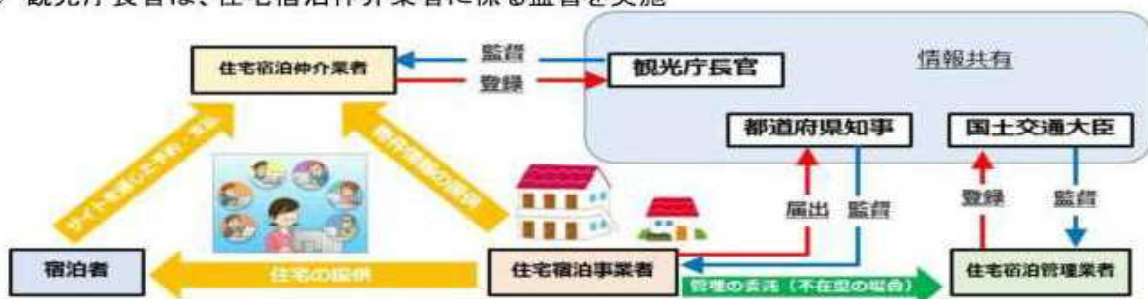 観光庁長官は、住宅宿泊仲介業者に係る監督を実施
住宅宿泊仲介業者
監督
登録
観光庁長官
情報共有
都道府県知事
国土交通大臣
届出
監督
登録
監督
宿泊者
住宅の提供
住宅宿泊事業者
管理の委託（不在型の場合）
住宅宿泊管理業者